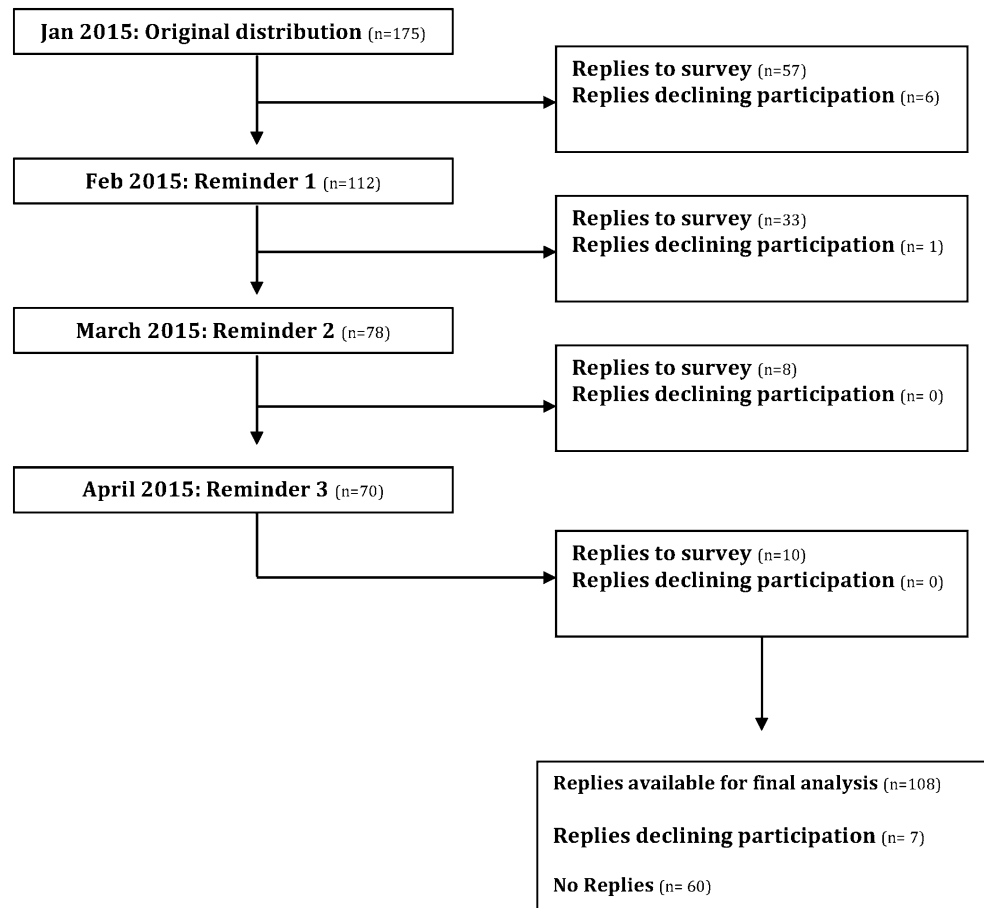 Jan 2015: Original distribution (n=175)
Replies to survey (n=57)
Replies declining participation (n=6)
Feb 2015: Reminder 1 (n=112)
Replies to survey (n=33)
Replies declining participation (n= 1)
March 2015: Reminder 2 (n=78)
Replies to survey (n=8)
Replies declining participation (n= 0)
April 2015: Reminder 3 (n=70)
Replies to survey (n=10)
Replies declining participation (n= 0)
Replies available for final analysis (n=108)
Replies declining participation (n= 7)
No Replies (n= 60)